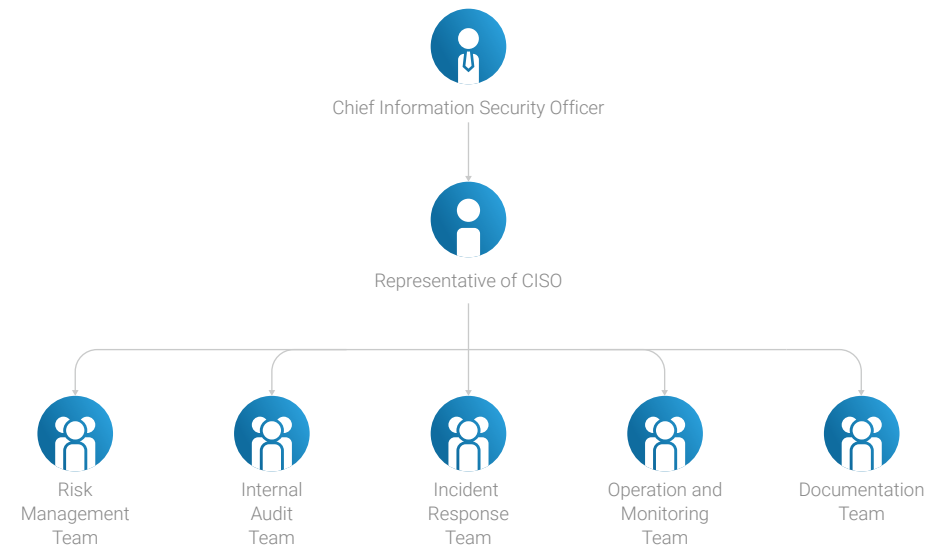 Chief Information Security Officer
Representative of CISO
Risk
Management
Team
Internal
Audit
Team
Incident
Response
Team
Operation and
Monitoring
Team
Documentation
Team